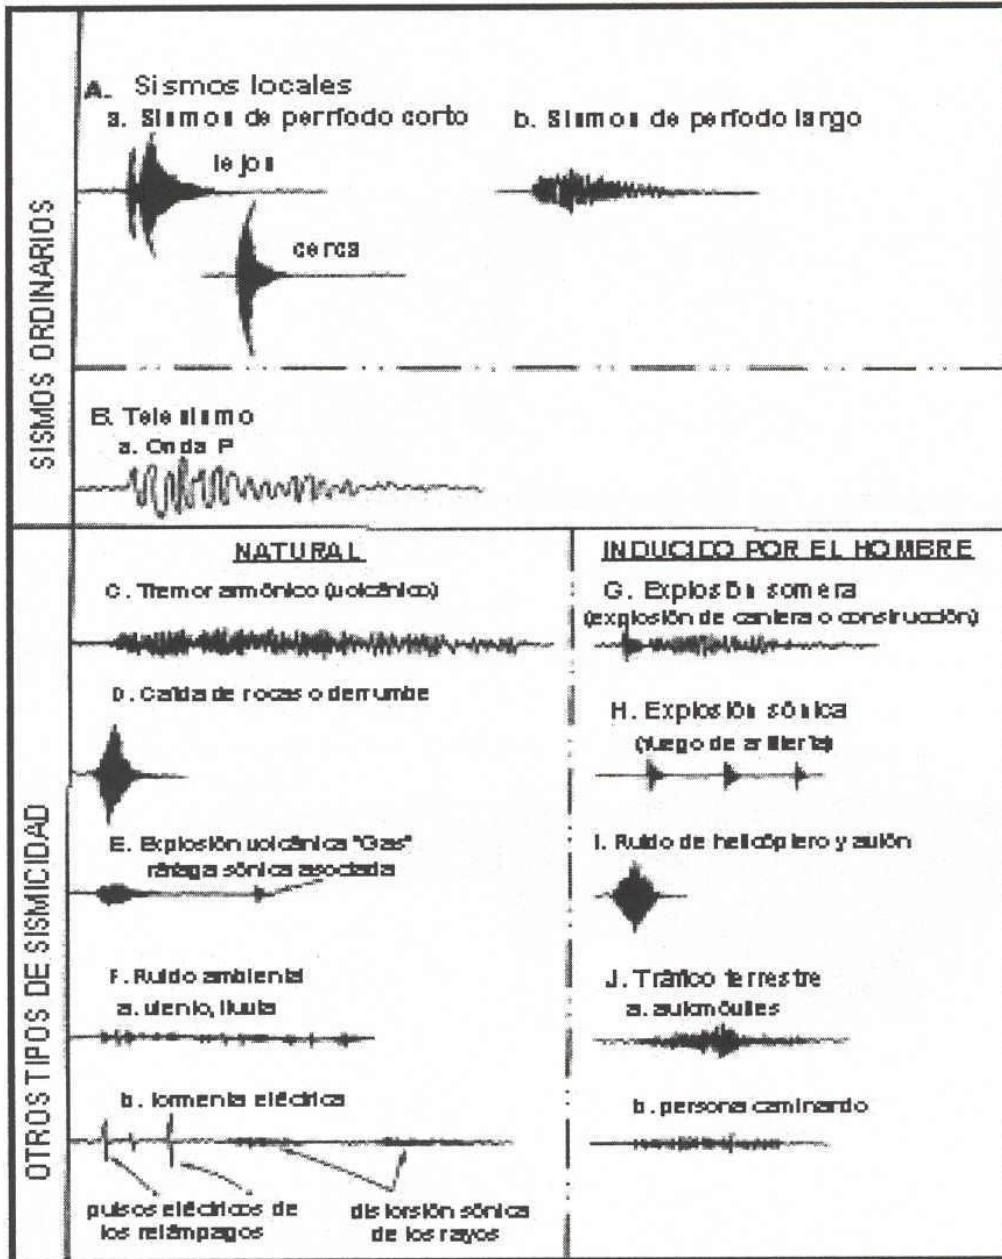 SISMOS ORDINARIOS
A. Sismos locales
a. Sismos de perrfodo corto
b. Sismos de perfodo largo
lejos
cerca
B. Telesismo
a. Onda P
OTROS TIPOS DE SISMICIDAD
NATURAL
C. Tremor armónico (volcánico)
D. Caída de rocas o derrumbe
E. Explosión volcánica "Gas"
ráfaga sónica asociada
F. Ruido ambiental
a. viento, lluvia
b. tormenta eléctrica
pulsos eléctricos de
los relámpagos
distorsión sónica
de los rayos
INDUCIDO POR EL HOMBRE
G. Explosión somera
(explosión de cantera o construcción)
H. Explosión sónica
(fuego de artillería)
I. Ruido de helicóptero y avión
J. Tráfico terrestre
a. automóviles
b. persona caminando